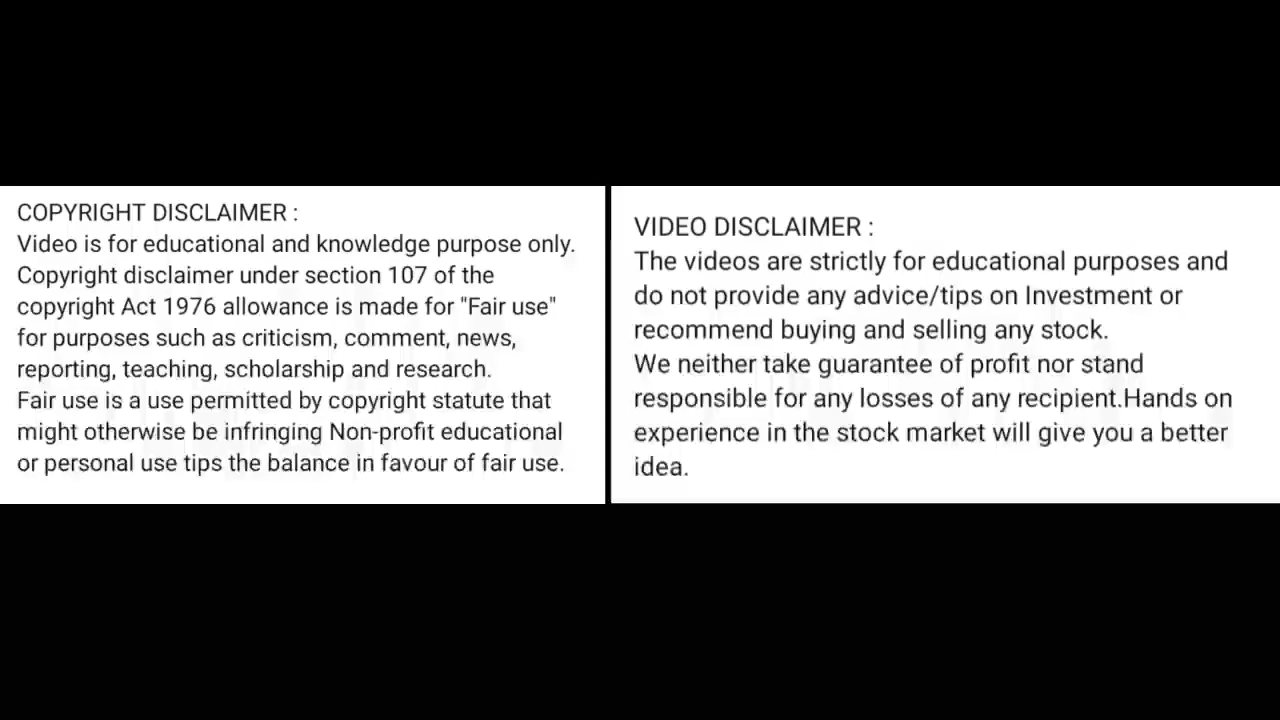 COPYRIGHT DISCLAIMER :
Video is for educational and knowledge purpose only.
Copyright disclaimer under section 107 of the
copyright Act 1976 allowance is made for "Fair use"
for purposes such as criticism, comment, news,
reporting, teaching, scholarship and research.
Fair use is a use permitted by copyright statute that
might otherwise be infringing Non-profit educational
or personal use tips the balance in favour of fair use.
VIDEO DISCLAIMER :
The videos are strictly for educational purposes and
do not provide any advice/tips on Investment or
recommend buying and selling any stock.
We neither take guarantee of profit nor stand
responsible for any losses of any recipient.Hands on
experience in the stock market will give you a better
idea.